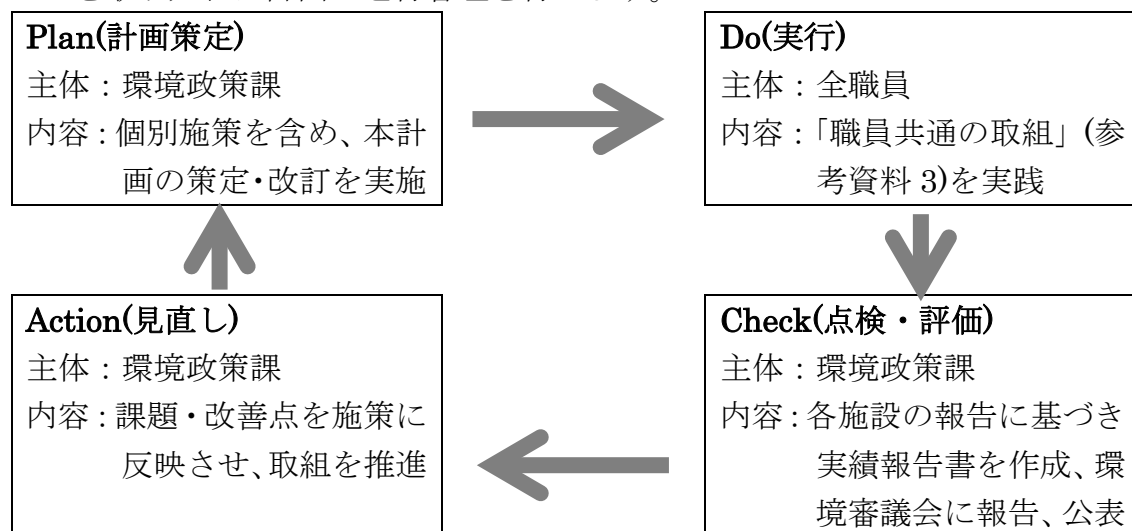 Plan(計画策定)
主体：環境政策課
内容：個別施策を含め、本計
画の策定・改訂を実施
Do(実行)
主体：全職員
内容：「職員共通の取組」(参
考資料 3)を実践
Action(見直し)
主体：環境政策課
内容：課題・改善点を施策に
反映させ、取組を推進
Check(点検・評価)
主体：環境政策課
内容：各施設の報告に基づき
実績報告書を作成、環
境審議会に報告、公表